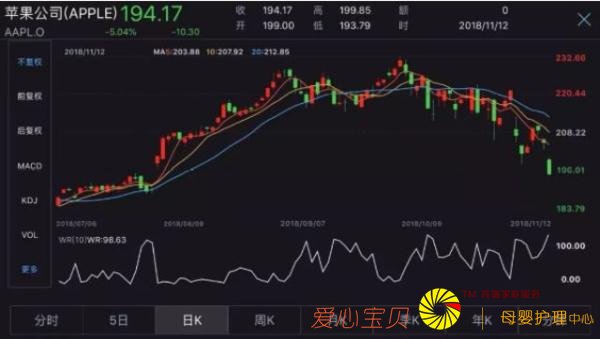 苹果公司(APPLE) 194.17 收 194.17 高 199.85 额 0
AAPL.O -5.04% -10.30 开 199.00 低 时 2018/11/12
不复权
前复权
后复权
MACD
KDJ
VOL
更多
2018/11/12 MA5:203.88 10:207.92 20:212.85
232.66
220.44
208.22
196.01
183.79
2018/07/06 2018/08/09 2018/09/07 2018/10/09 2018/11/12
WR(10) WR:98.63
100.00
0.00
TM
分时 5日 日K 周K 月K 季K 年K 分
爱心宝贝 母婴护理中心